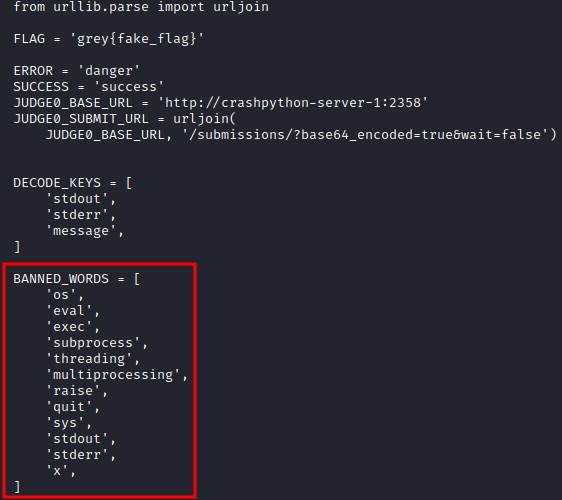 from urllib.parse import urljoin
FLAG = 'grey{fake_flag}'
ERROR = 'danger'
SUCCESS = 'success'
JUDGE0_BASE_URL = 'http://crashpython-server-1:2358'
JUDGE0_SUBMIT_URL = urljoin(
    JUDGE0_BASE_URL, '/submissions/?base64_encoded=true&wait=false')
DECODE_KEYS = [
    'stdout',
    'stderr',
    'message',
]
BANNED_WORDS = [
    'os',
    'eval',
    'exec',
    'subprocess',
    'threading',
    'multiprocessing',
    'raise',
    'quit',
    'sys',
    'stdout',
    'stderr',
    'x',
]